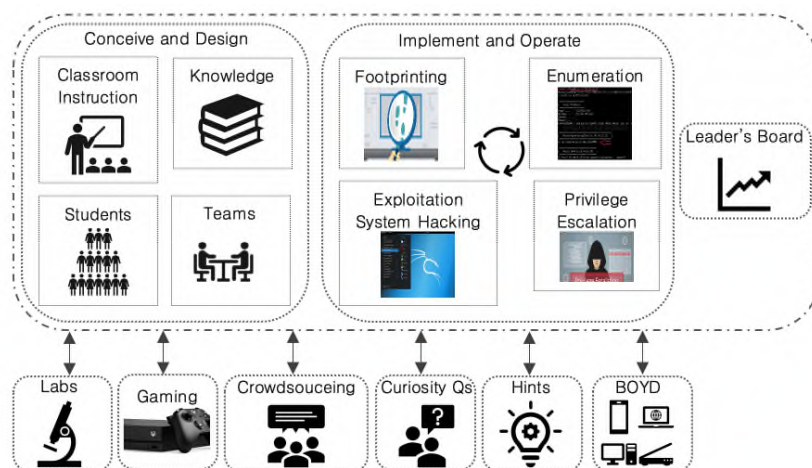 Conceive and Design
Implement and Operate
Classroom
Instruction
Knowledge
Footprinting
Enumeration
Leader's Board
Students
Teams
Exploitation
System Hacking
Privilege
Escalation
Labs
Gaming
Crowdsouceing
Curiosity Qs
?
Hints
BOYD